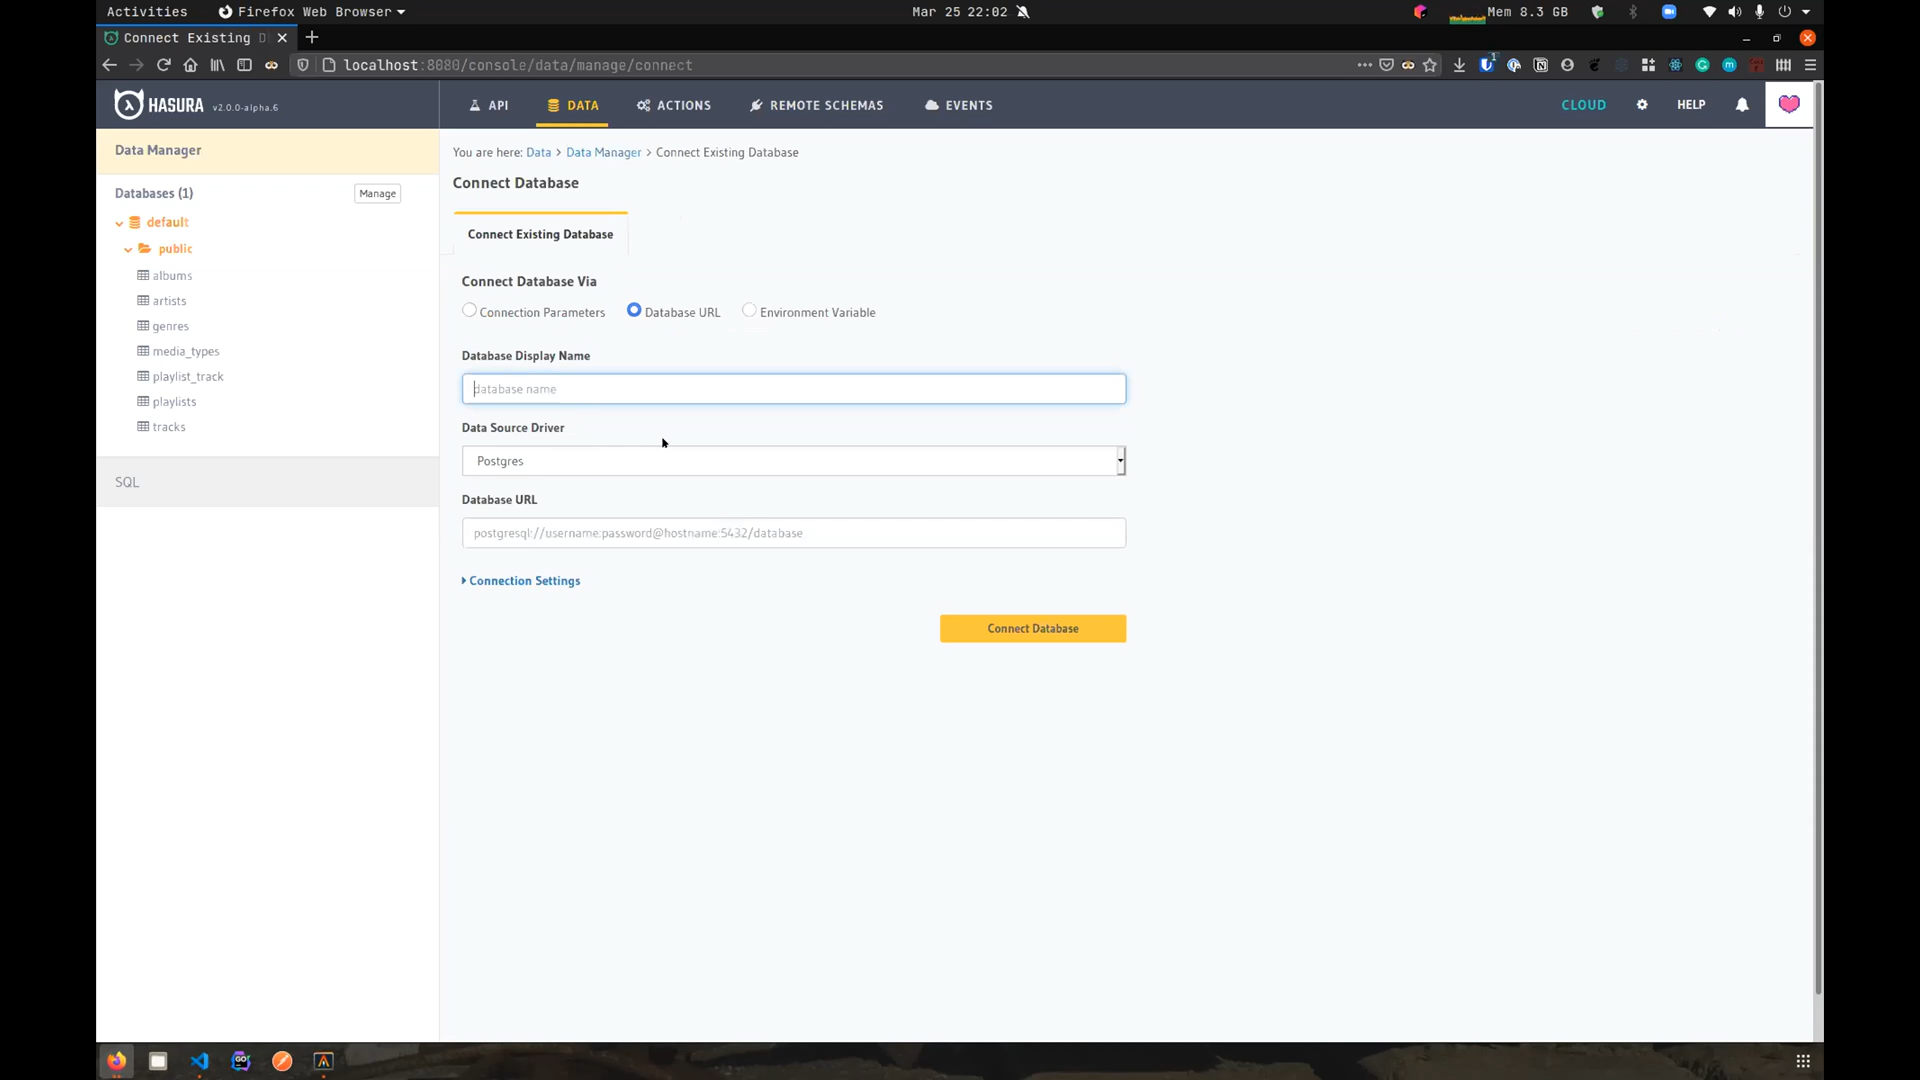 Activities
Firefox Web Browser
Mar 25 22:02
Mem 8.3 GB
Connect Existing D
localhost:8080/console/data/manage/connect
1
HASURA v2.0.0-alpha.6
API
DATA
ACTIONS
REMOTE SCHEMAS
EVENTS
CLOUD
HELP
Data Manager
Databases (1)
Manage
default
public
albums
artists
genres
media_types
playlist_track
playlists
tracks
SQL
You are here: Data > Data Manager > Connect Existing Database
Connect Database
Connect Existing Database
Connect Database Via
Connection Parameters
Database URL
Environment Variable
Database Display Name
database name
Data Source Driver
Postgres
Database URL
postgresql://username:password@hostname:5432/database
Connection Settings
Connect Database